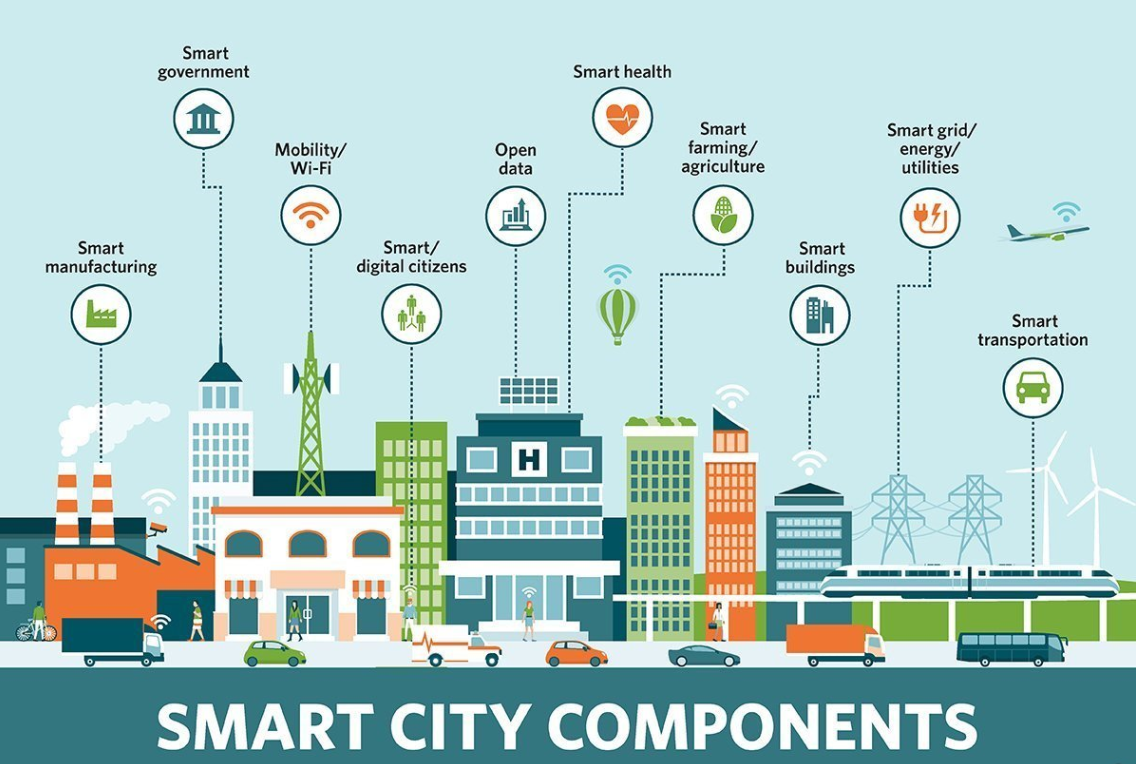 Smart
government
Smart health
Mobility/
Wi-Fi
Open
data
Smart
farming/
agriculture
Smart grid/
energy/
utilities
Smart
manufacturing
Smart/
digital citizens
Smart
buildings
Smart
transportation
H
SMART CITY COMPONENTS